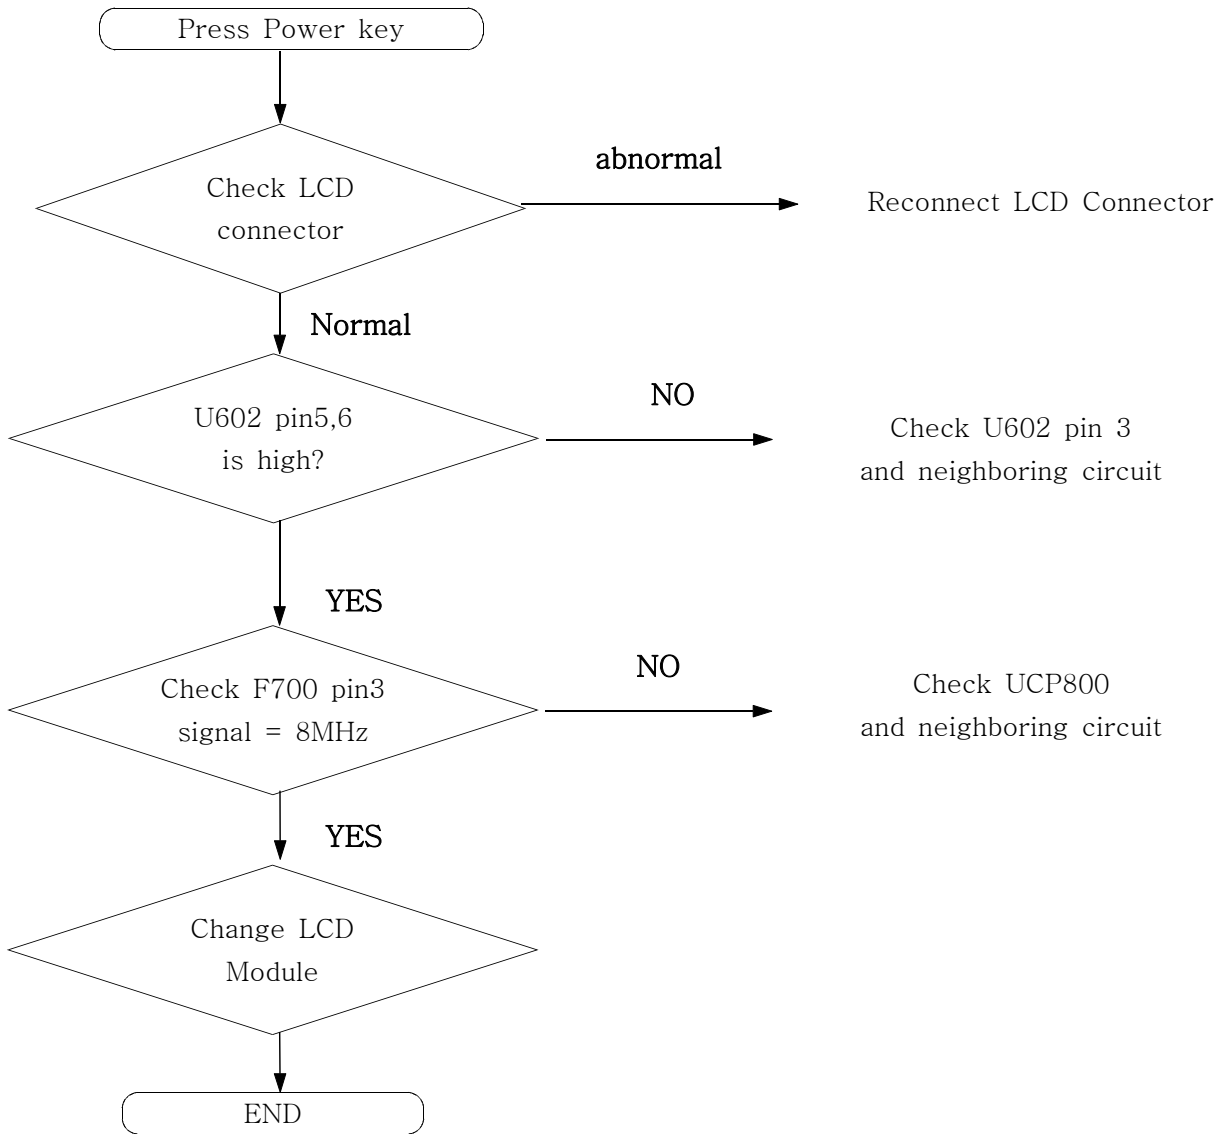 Press Power key
Check LCD
connector
abnormal
Reconnect LCD Connector
Normal
U602 pin5,6
is high?
NO
Check U602 pin 3
and neighboring circuit
YES
Check F700 pin3
signal = 8MHz
NO
Check UCP800
and neighboring circuit
YES
Change LCD
Module
END